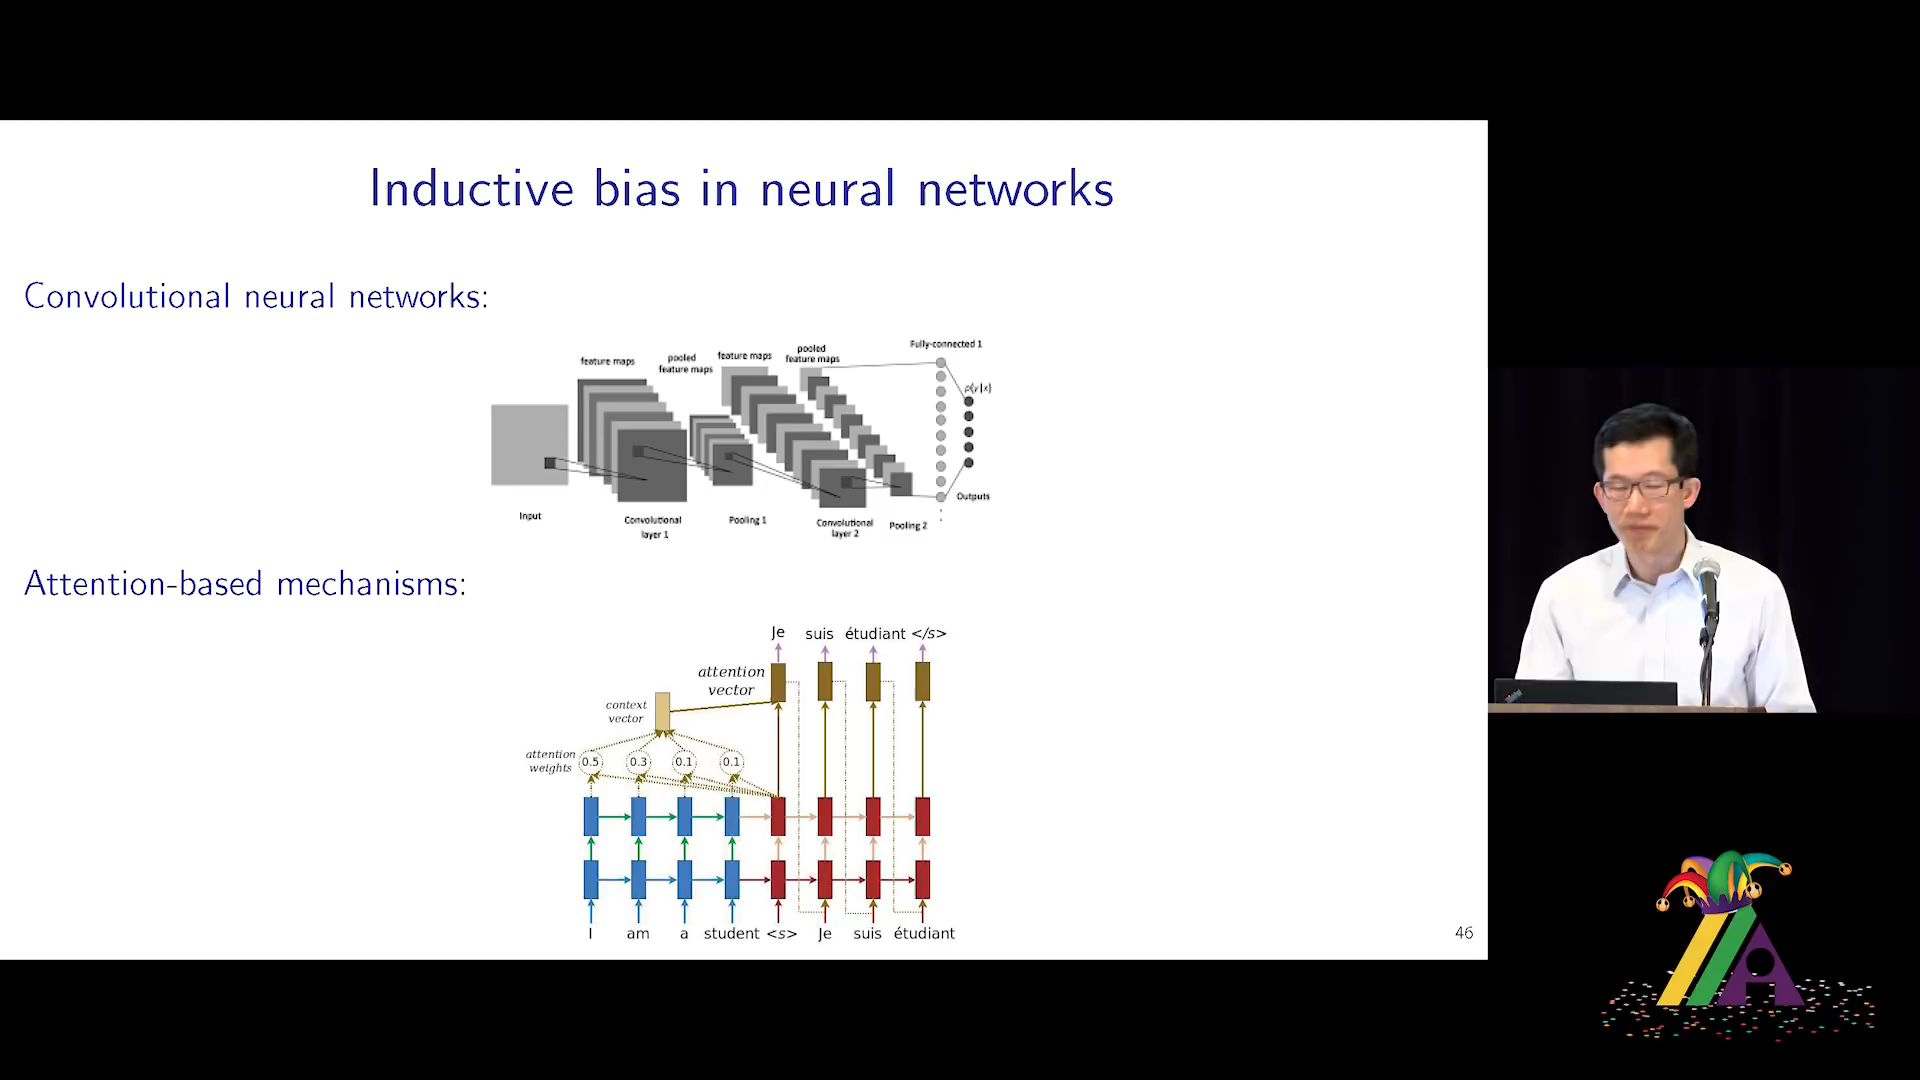 Inductive bias in neural networks
Convolutional neural networks:
feature maps
pooled
feature maps
feature maps
pooled
feature maps
Fully-connected 1
p(y|x)
Input
Convolutional
layer 1
Pooling 1
Convolutional
layer 2
Pooling 2
Outputs
Attention-based mechanisms:
Je suis étudiant </s>
attention
vector
context
vector
attention
weights
0.5 0.3 0.1 0.1
I am a student <s> Je suis étudiant
46